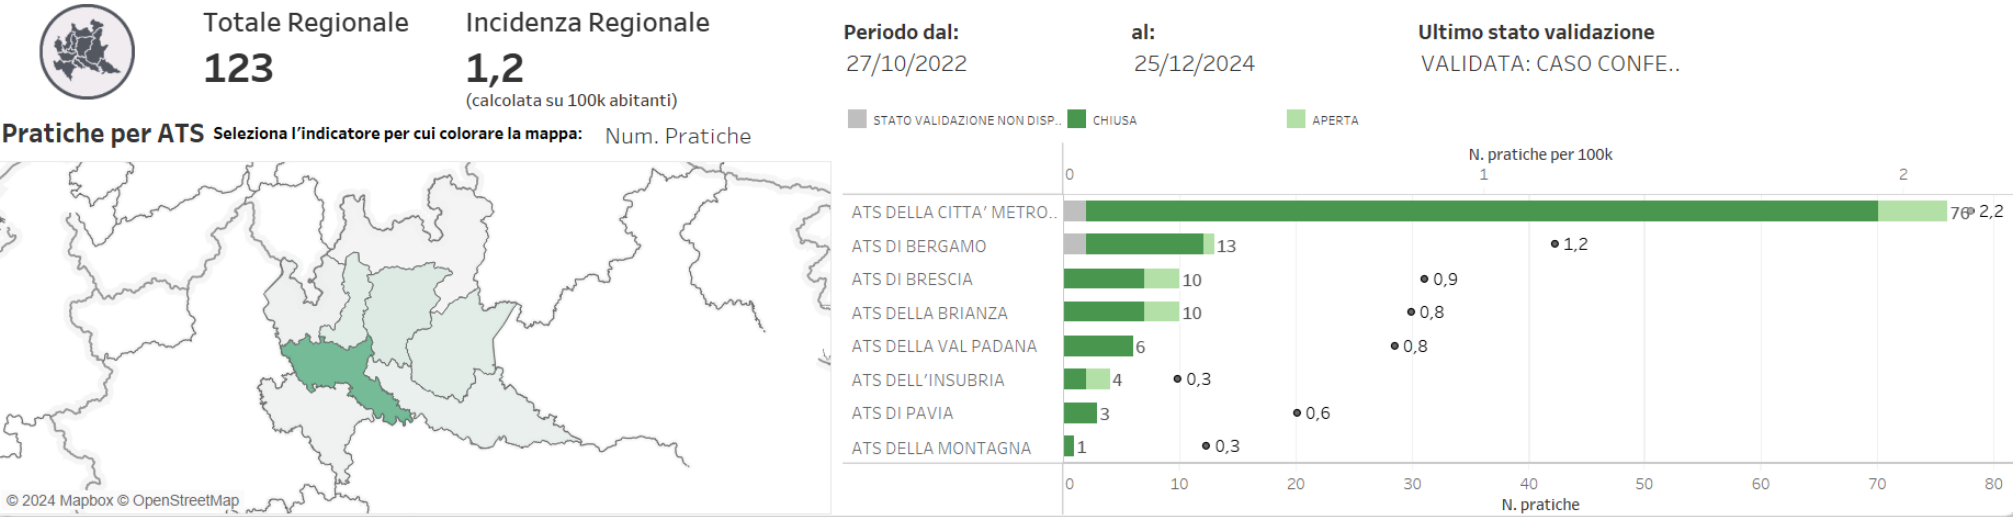 Totale Regionale
123
Incidenza Regionale
1,2
(calcolata su 100k abitanti)
Periodo dal:
27/10/2022
al:
25/12/2024
Ultimo stato validazione
VALIDATA: CASO CONFE..
Pratiche per ATS
Seleziona l'indicatore per cui colorare la mappa:
Num. Pratiche
© 2024 Mapbox © OpenStreetMap
STATO VALIDAZIONE NON DISP..
CHIUSA
APERTA
N. pratiche per 100k
0 1 2
ATS DELLA CITTA' METRO.. 76 2,2
ATS DI BERGAMO 13 1,2
ATS DI BRESCIA 10 0,9
ATS DELLA BRIANZA 10 0,8
ATS DELLA VAL PADANA 6 0,8
ATS DELL'INSUBRIA 4 0,3
ATS DI PAVIA 3 0,6
ATS DELLA MONTAGNA 1 0,3
0 10 20 30 40 50 60 70 80
N. pratiche